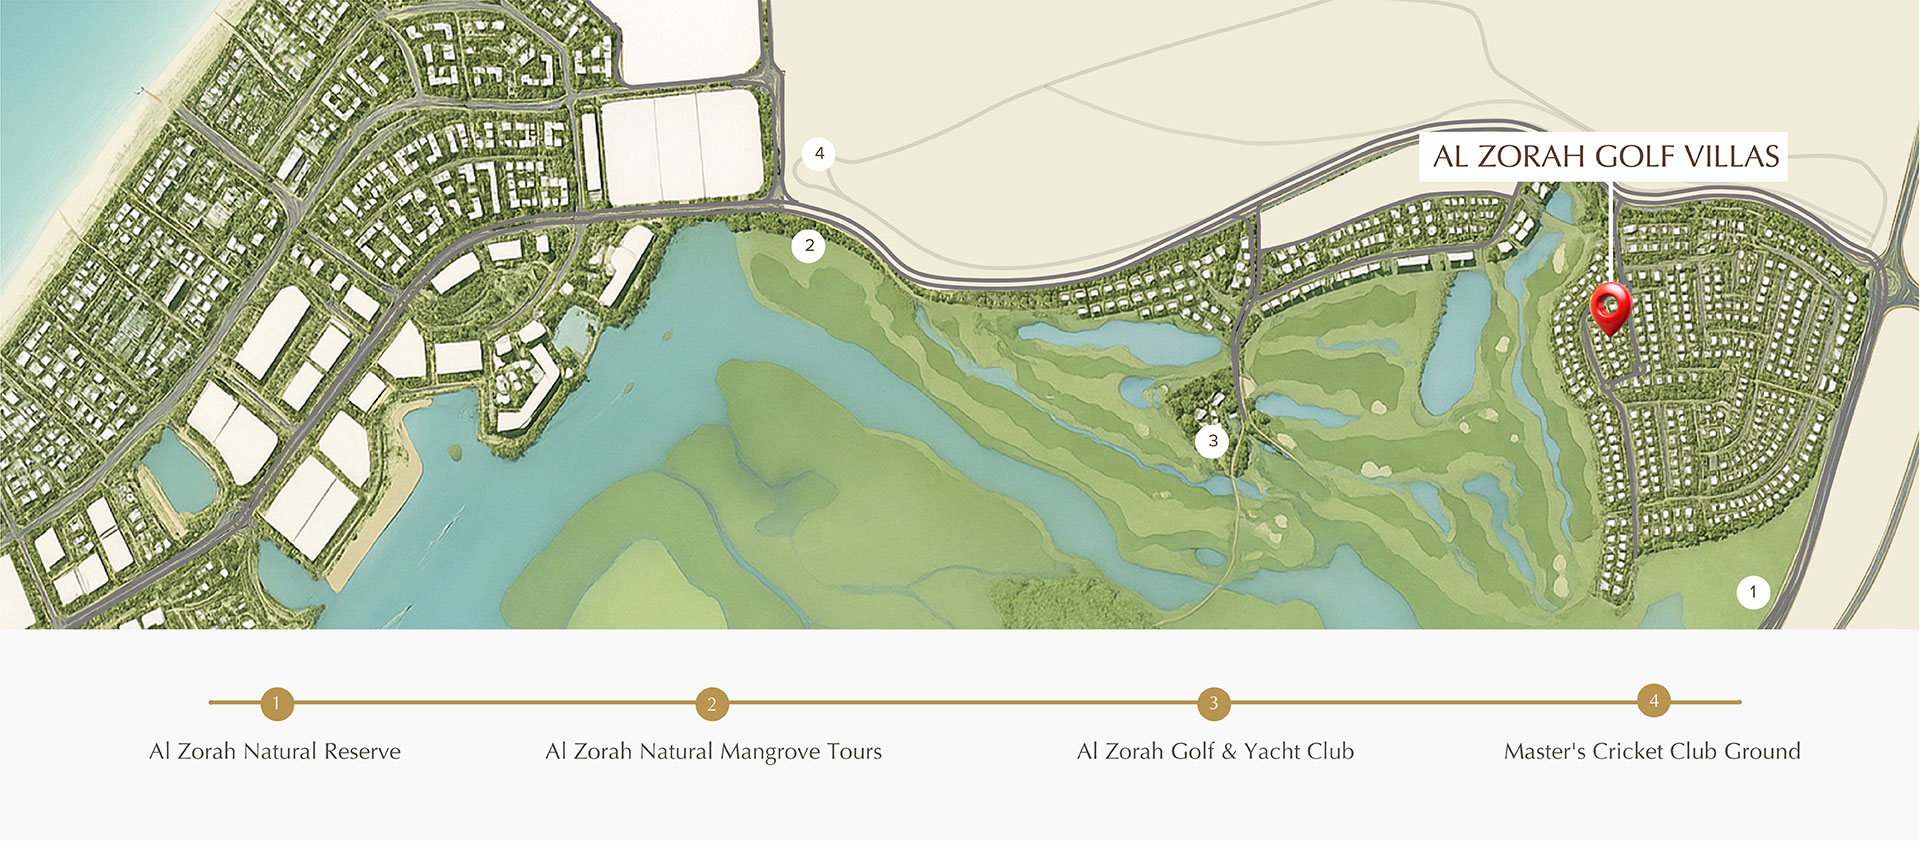 AL ZORAH GOLF VILLAS
4
2
3
1
1
2
3
4
Al Zorah Natural Reserve
Al Zorah Natural Mangrove Tours
Al Zorah Golf & Yacht Club
Master's Cricket Club Ground